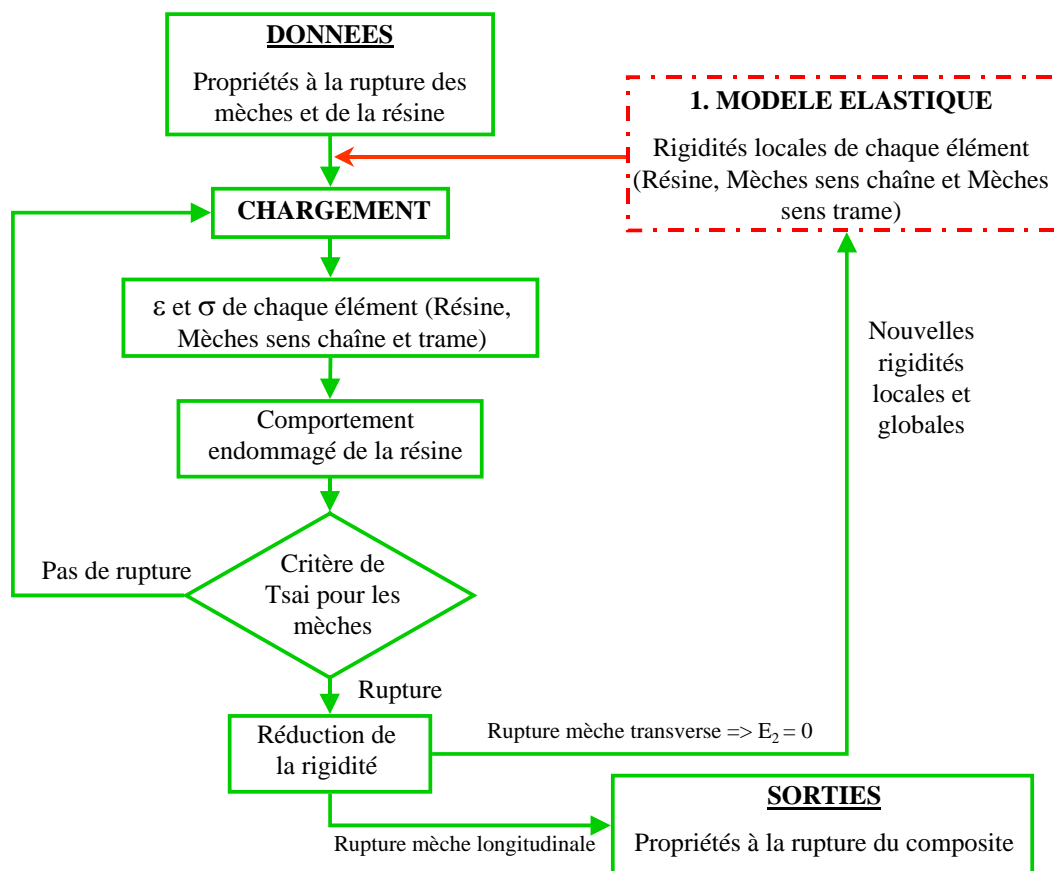 DONNEES
Propriétés à la rupture des
mèches et de la résine
1. MODELE ELASTIQUE
Rigidités locales de chaque élément
(Résine, Mèches sens chaîne et Mèches
sens trame)
CHARGEMENT
ε et σ de chaque élément (Résine,
Mèches sens chaîne et trame)
Nouvelles
rigidités
locales et
globales
Comportement
endommagé de la résine
Pas de rupture
Critère de
Tsai pour les
mèches
Rupture
Réduction de
la rigidité
Rupture mèche transverse => E₂ = 0
Rupture mèche longitudinale
SORTIES
Propriétés à la rupture du composite